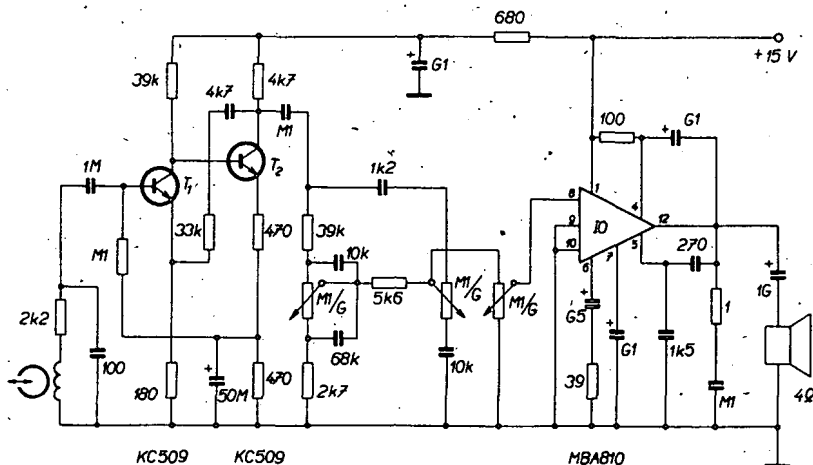 680
+
G1
+15 V
39k
4k7
4k7
M1
100
+
G1
1M
T1
T2
1k2
8
1
4
9
IO
12
10
5
6
7
M1
33k
470
39k
10k
M1/G
5k6
M1/G
M1/G
270
+
G5
+
G1
1k5
1
+
1G
2k2
100
180
+
50M
470
68k
2k7
10k
39
M1
4Ω
KC509
KC509
MBA810